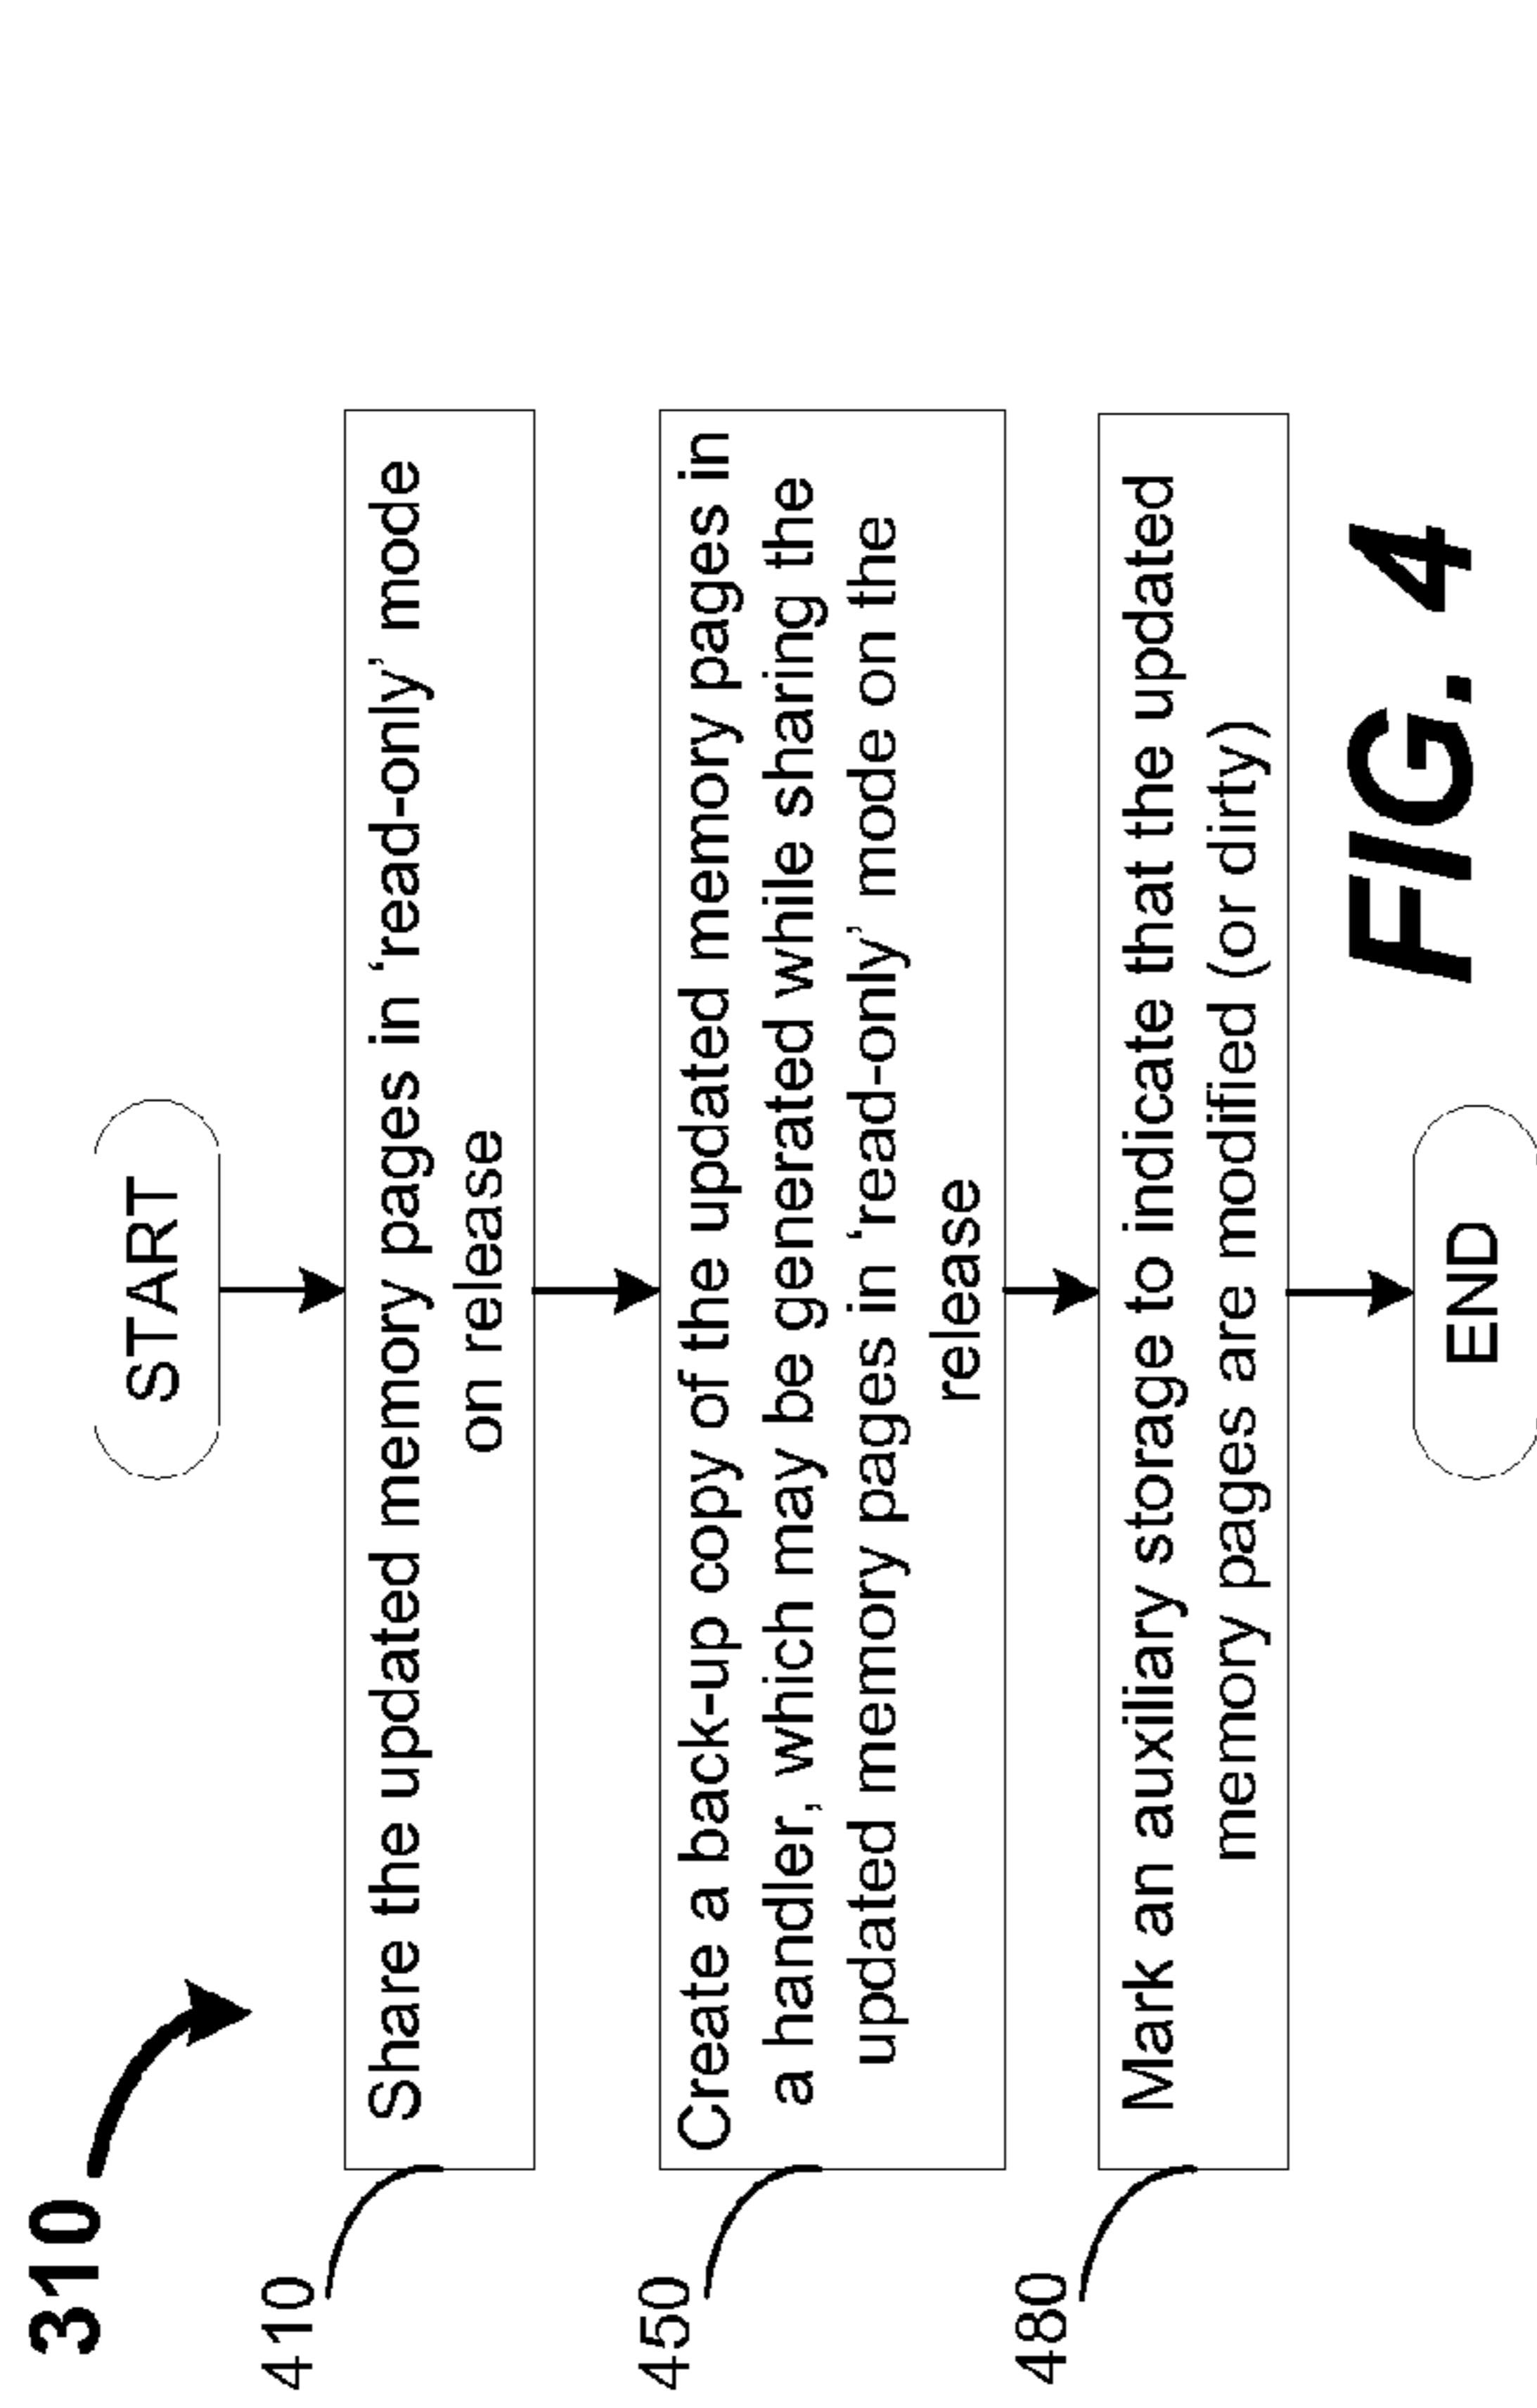 310
START
410
Share the updated memory pages in ‘read-only’ mode
on release
450
Create a back-up copy of the updated memory pages in
a handler, which may be generated while sharing the
updated memory pages in ‘read-only’ mode on the
release
480
Mark an auxiliary storage to indicate that the updated
memory pages are modified (or dirty)
END
FIG. 4